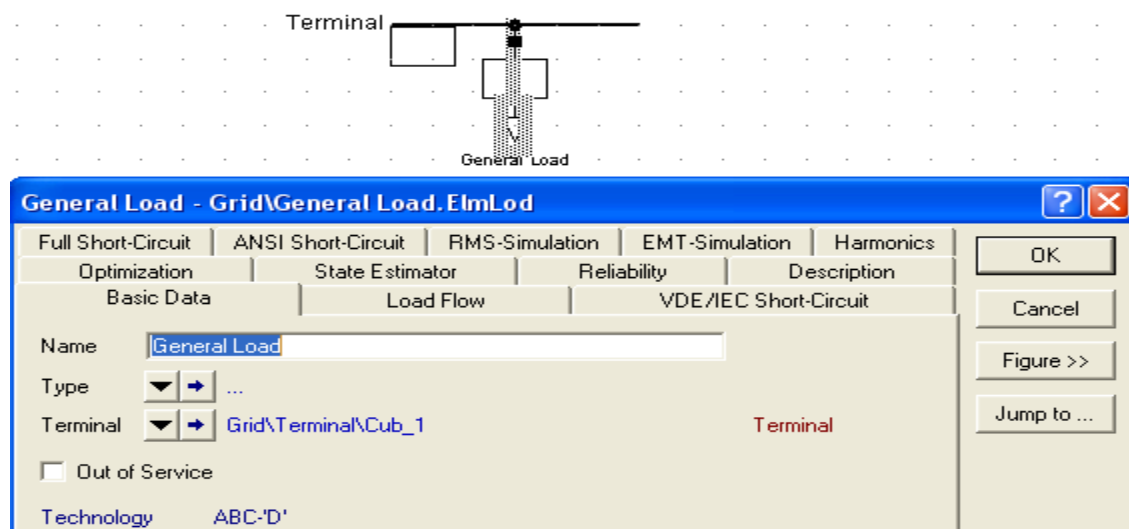 Terminal
General Load
General Load - Grid\General Load.ElmLod
Full Short-Circuit ANSI Short-Circuit RMS-Simulation EMT-Simulation Harmonics
Optimization State Estimator Reliability Description
Basic Data Load Flow VDE/IEC Short-Circuit
OK
Cancel
Figure >>
Jump to ...
Name General Load
Type ...
Terminal Grid\Terminal\Cub_1 Terminal
Out of Service
Technology ABC-'D'